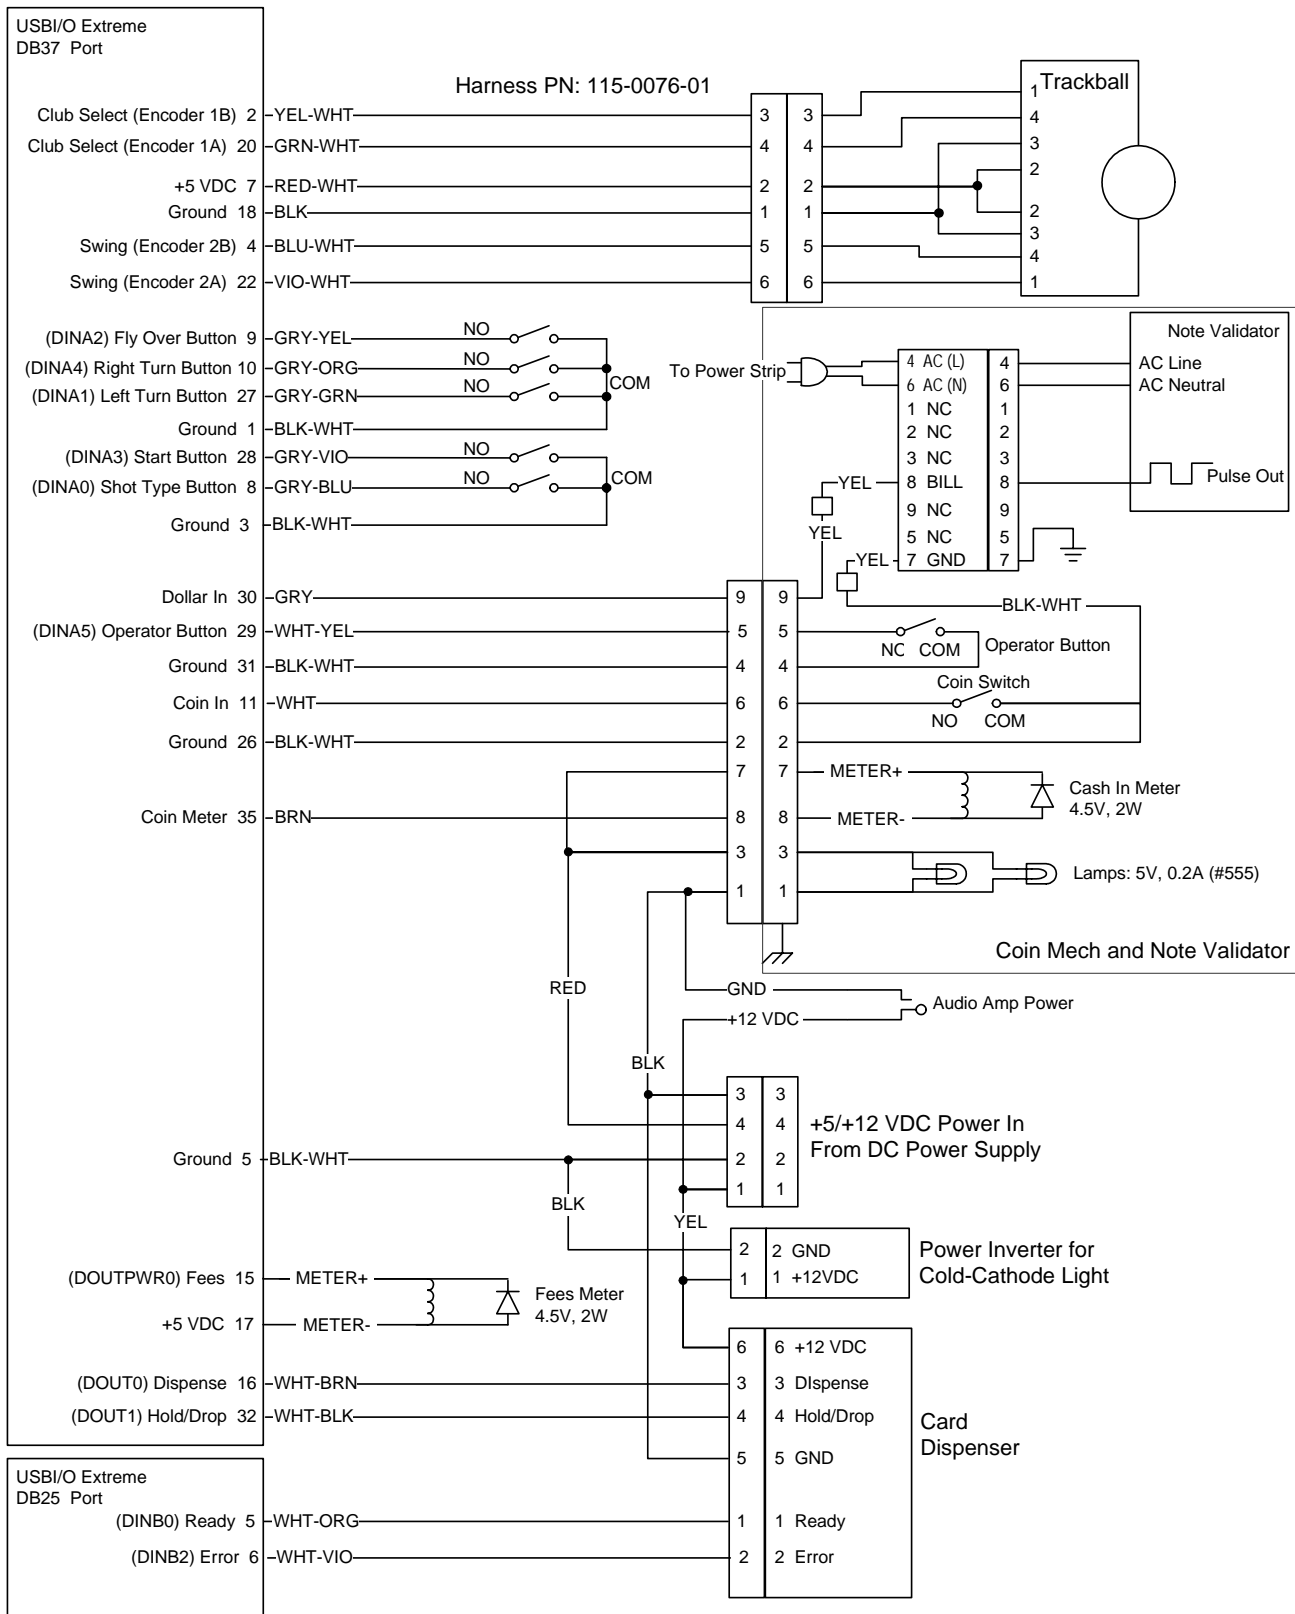 USBI/O Extreme
DB37 Port
Harness PN: 115-0076-01
Trackball
Club Select (Encoder 1B) 2 YEL-WHT 3 3 1
Club Select (Encoder 1A) 20 GRN-WHT 4 4 4
3
2
+5 VDC 7 RED-WHT 2 2
Ground 18 BLK 1 1 2
3
Swing (Encoder 2B) 4 BLU-WHT 5 5 4
Swing (Encoder 2A) 22 VIO-WHT 6 6 1
(DINA2) Fly Over Button 9 GRY-YEL NO
(DINA4) Right Turn Button 10 GRY-ORG NO
COM
(DINA1) Left Turn Button 27 GRY-GRN NO
Ground 1 BLK-WHT
(DINA3) Start Button 28 GRY-VIO NO
COM
(DINA0) Shot Type Button 8 GRY-BLU NO
Ground 3 BLK-WHT
Note Validator
To Power Strip
4 AC (L) 4 AC Line
6 AC (N) 6 AC Neutral
1 NC 1
2 NC 2
3 NC 3
YEL 8 BILL 8 Pulse Out
9 NC 9
YEL
5 NC 5
YEL 7 GND 7
Dollar In 30 GRY 9 9
BLK-WHT
(DINA5) Operator Button 29 WHT-YEL 5 5
NC COM Operator Button
Ground 31 BLK-WHT 4 4
Coin Switch
Coin In 11 WHT 6 6
NO COM
Ground 26 BLK-WHT 2 2
7 7 METER+
Cash In Meter
4.5V, 2W
Coin Meter 35 BRN 8 8 METER-
3 3
Lamps: 5V, 0.2A (#555)
1 1
Coin Mech and Note Validator
RED
GND
Audio Amp Power
+12 VDC
BLK
3 3
4 4
+5/+12 VDC Power In
From DC Power Supply
Ground 5 BLK-WHT 2 2
1 1
BLK
YEL
2 2 GND
1 1 +12VDC
Power Inverter for
Cold-Cathode Light
(DOUTPWR0) Fees 15 METER+
Fees Meter
4.5V, 2W
+5 VDC 17 METER-
6 6 +12 VDC
(DOUT0) Dispense 16 WHT-BRN 3 3 DIspense
(DOUT1) Hold/Drop 32 WHT-BLK 4 4 Hold/Drop
Card
Dispenser
5 5 GND
USBI/O Extreme
DB25 Port
(DINB0) Ready 5 WHT-ORG 1 1 Ready
(DINB2) Error 6 WHT-VIO 2 2 Error